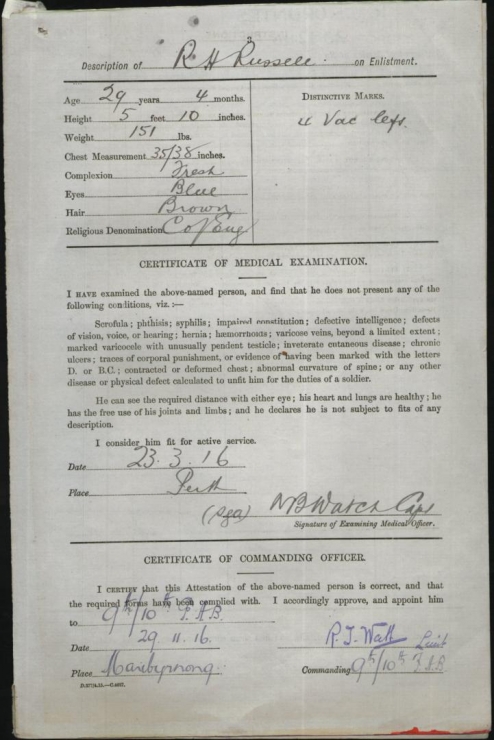 3
Description of R H Russell on Enlistment.
Age 29 years 4 months.
Height 5 feet 10 inches.
Weight 151 lbs.
Chest Measurement 35/38 inches.
Complexion Fresh
Eyes Blue
Hair Brown
Religious Denomination C of Eng
DISTINCTIVE MARKS.
4 Vac left.
CERTIFICATE OF MEDICAL EXAMINATION.
I HAVE examined the above-named person, and find that he does not present any of the
following conditions, viz. :—
Scrofula; phthisis; syphilis; impaired constitution; defective intelligence; defects
of vision, voice, or hearing; hernia; hæmorrhoids; varicose veins, beyond a limited extent;
marked varicocele with unusually pendent testicle; inveterate cutaneous disease; chronic
ulcers; traces of corporal punishment, or evidence of having been marked with the letters
D. or B.C.; contracted or deformed chest; abnormal curvature of spine; or any other
disease or physical defect calculated to unfit him for the duties of a soldier.
He can see the required distance with either eye; his heart and lungs are healthy; he
has the free use of his joints and limbs; and he declares he is not subject to fits of any
description.
I consider him fit for active service.
Date 23.3.16
Place Perth
(Sgd) Capt
Signature of Examining Medical Officer.
CERTIFICATE OF COMMANDING OFFICER.
I CERTIFY that this Attestation of the above-named person is correct, and that
the required forms have been complied with. I accordingly approve, and appoint him
to 9th/10th F.A.B.
Date 29 11.16.
Place Maribyrnong.
R. J. Watt Lieut
Commanding 9th/10th F A B
D.327/9.15.—C.4657.